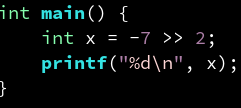 int main() {
    int x = -7 >> 2;
    printf("%d\n", x);
}